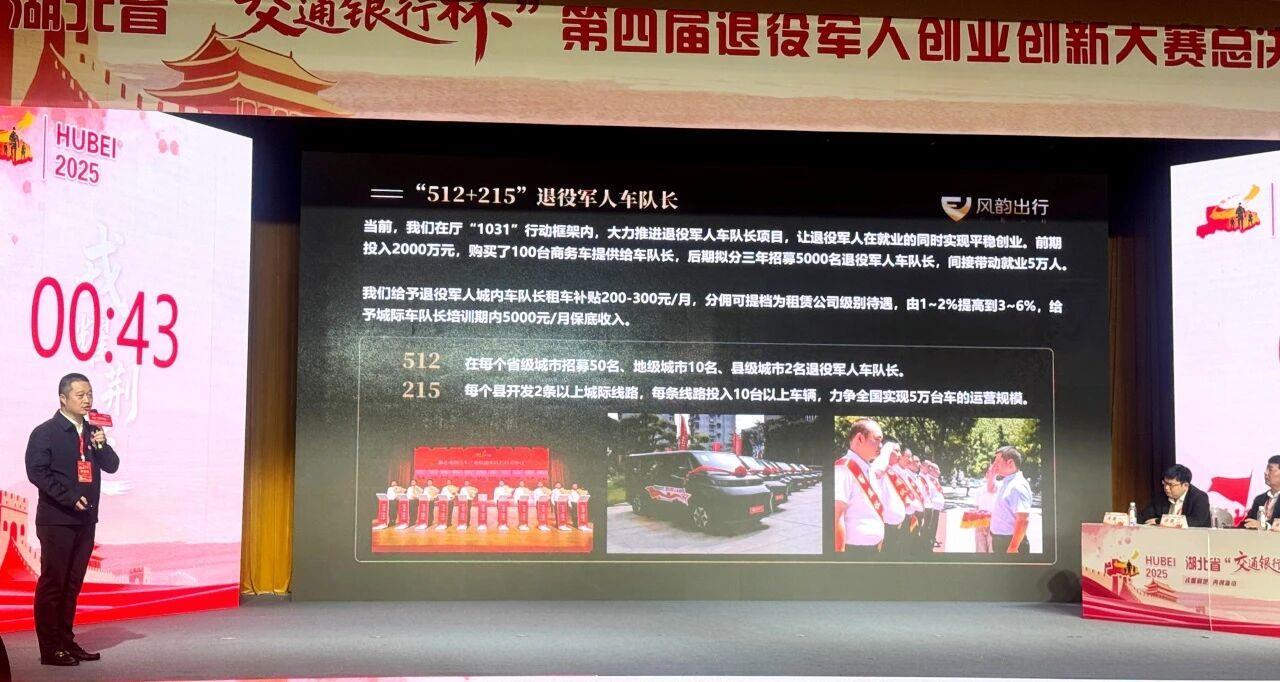 湖北省“交通银行杯”第四届退役军人创业创新大赛总决
HUBEI
2025
00:43
“512+215”退役军人车队长
风韵出行
当前，我们在厅“1031”行动框架内，大力推进退役军人车队长项目，让退役军人在就业的同时实现平稳创业。前期
投入2000万元，购买了100台商务车提供给车队长，后期拟分三年招募5000名退役军人车队长，间接带动就业5万人。
我们给予退役军人城内车队长租车补贴200-300元/月，分佣可提档为租赁公司级别待遇，由1~2%提高到3~6%，给
予城际车队长培训期内5000元/月保底收入。
512 在每个省级城市招募50名、地级城市10名、县级城市2名退役军人车队长。
215 每个县开发2条以上城际线路，每条线路投入10台以上车辆，力争全国实现5万台车的运营规模。
HUBEI
2025
湖北省“交通银行